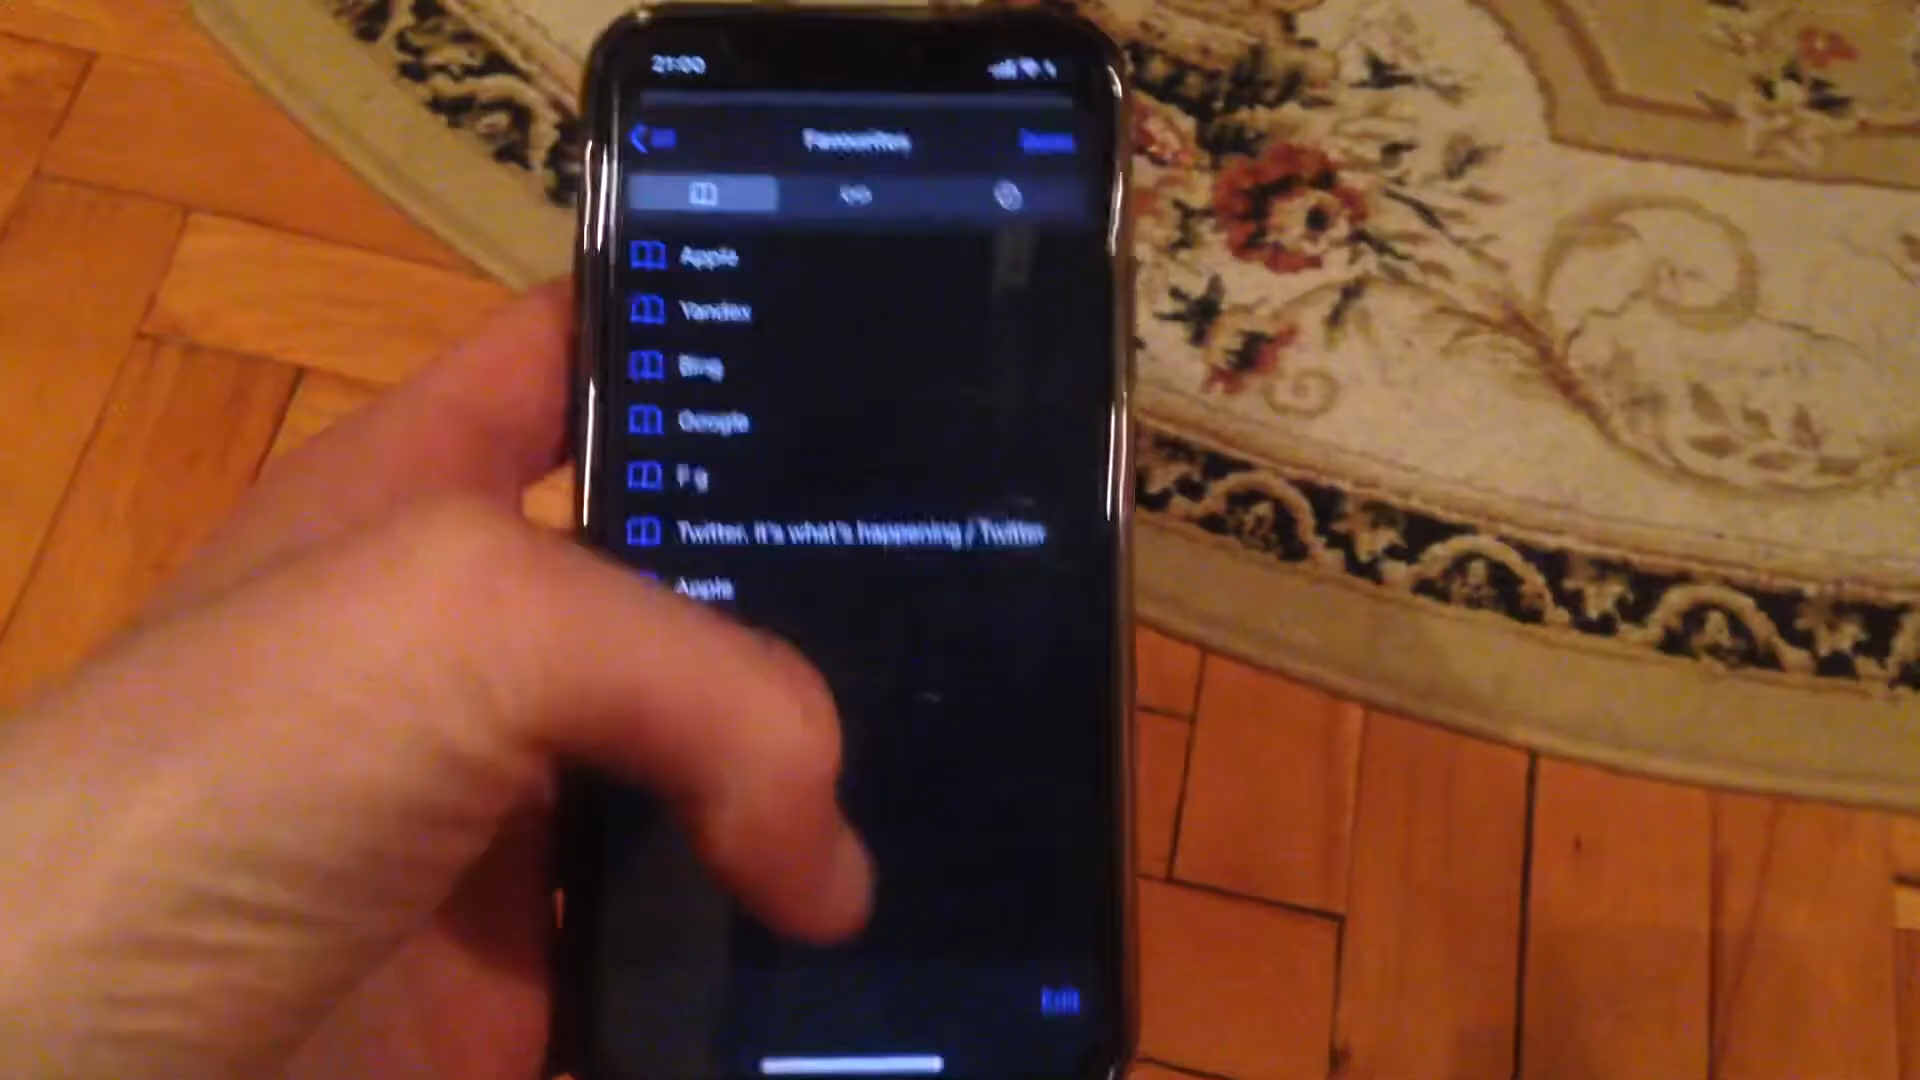 21:00
Favourites
Done
Apple
Yandex
Bing
Google
F g
Twitter. It's what's happening / Twitter
Apple
Edit